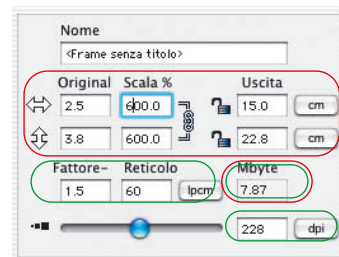 Nome
<Frame senza titolo>
Original Scala % Uscita
2.5 600.0 15.0 cm
3.8 600.0 22.8 cm
Fattore- Reticolo Mbyte
1.5 60 lpcm 7.87
228 dpi